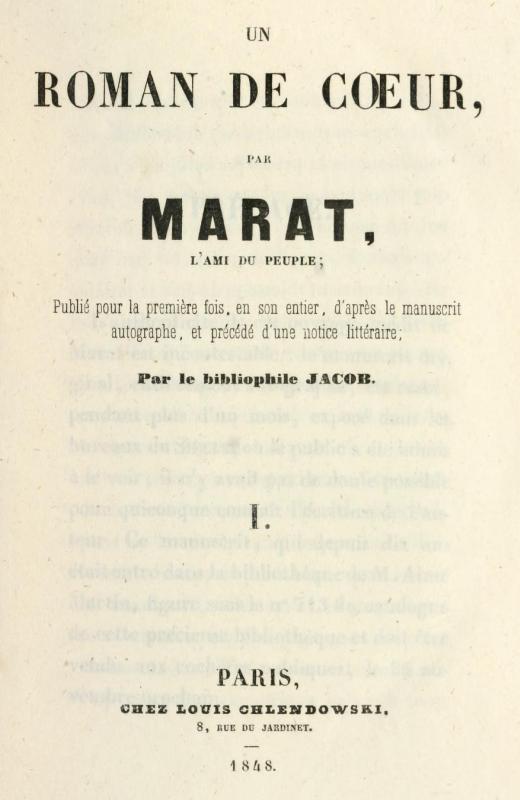 UN
ROMAN DE CŒUR,
PAR
MARAT,
L'AMI DU PEUPLE;
Publié pour la première fois, en son entier, d'après le manuscrit
autographe, et précédé d'une notice littéraire;
Par le bibliophile JACOB.
I.
PARIS,
CHEZ LOUIS CHLENDOWSKI,
8, RUE DU JARDINET.
1848.